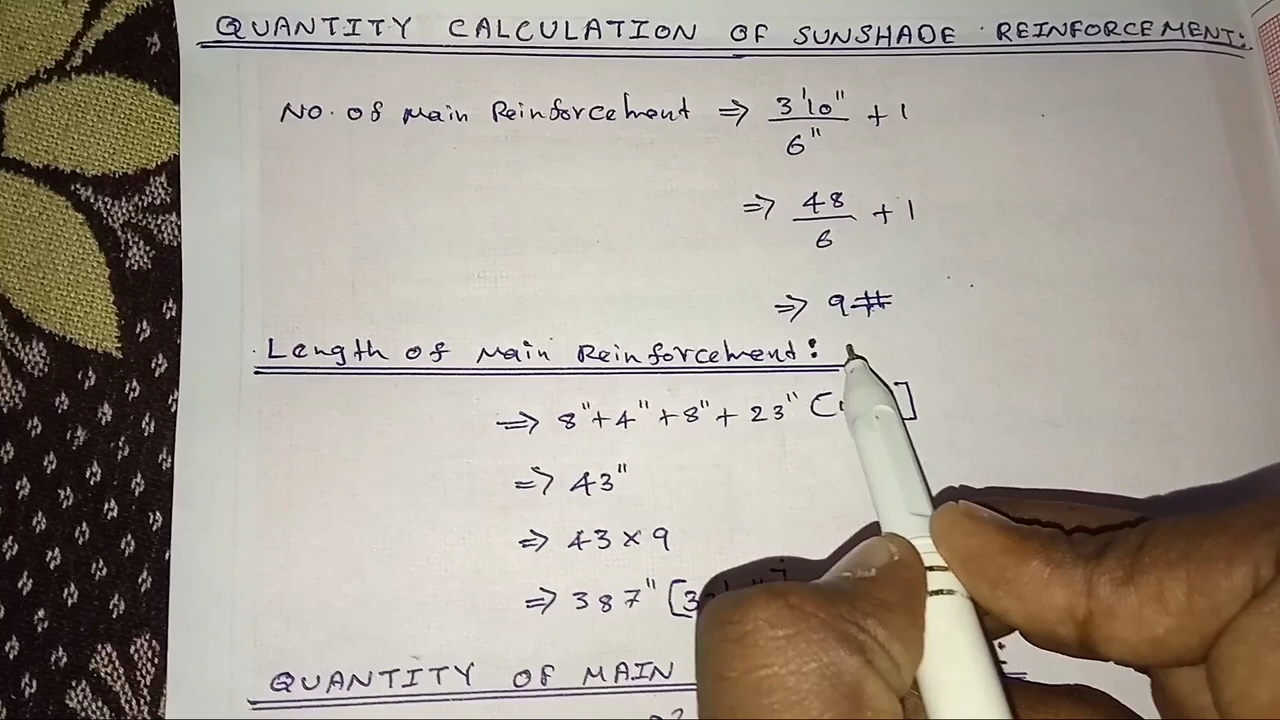 QUANTITY CALCULATION OF SUNSHADE REINFORCEMENT:
NO. OF Main Reinforcement ⇒ 3'10"/6" + 1
⇒ 48/6 + 1
⇒ 9#
Length of Main Reinforcement:
⇒ 8"+4"+8"+23"
⇒ 43"
⇒ 43×9
⇒ 387"
QUANTITY OF MAIN